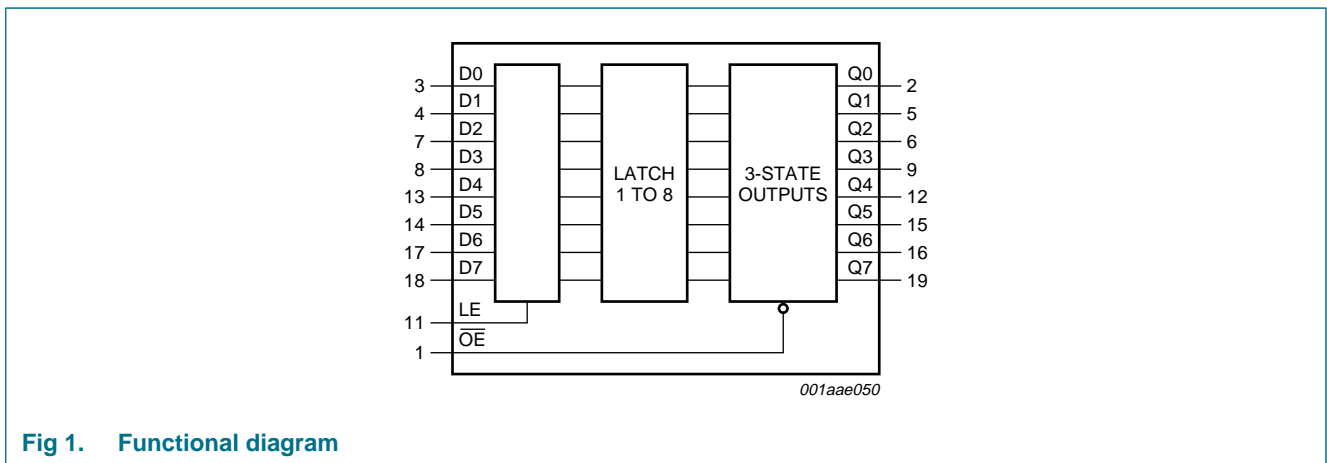 D0
Q0
3
2
D1
Q1
4
5
D2
Q2
7
6
D3
Q3
8
9
LATCH
1 TO 8
3-STATE
OUTPUTS
D4
Q4
13
12
D5
Q5
14
15
D6
Q6
17
16
D7
Q7
18
19
LE
11
OE
1
001aae050
Fig 1. Functional diagram